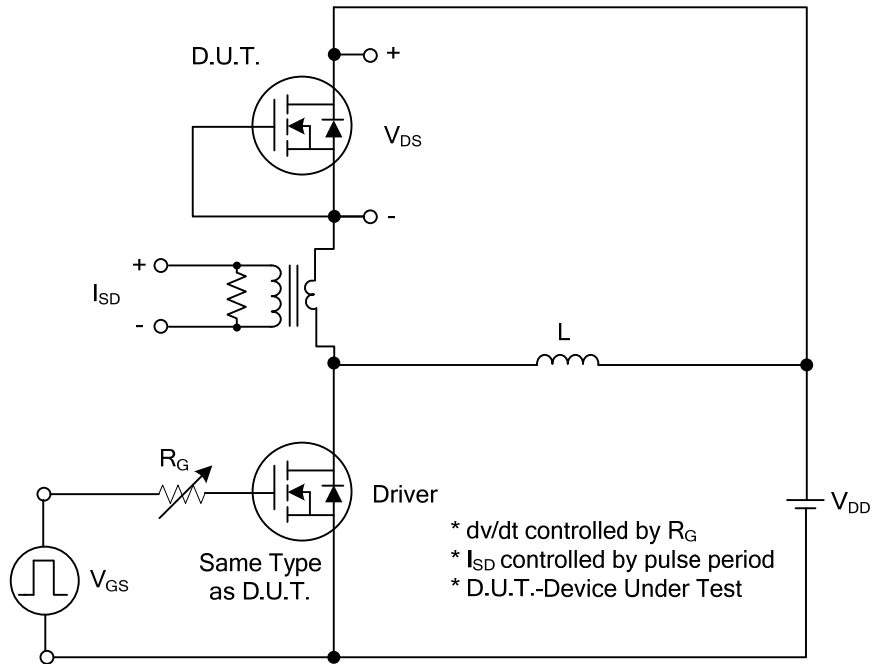 D.U.T.
+
VDS
-
+
ISD
-
L
RG
Driver
VDD
VGS
Same Type
as D.U.T.
* dv/dt controlled by RG
* ISD controlled by pulse period
* D.U.T.-Device Under Test